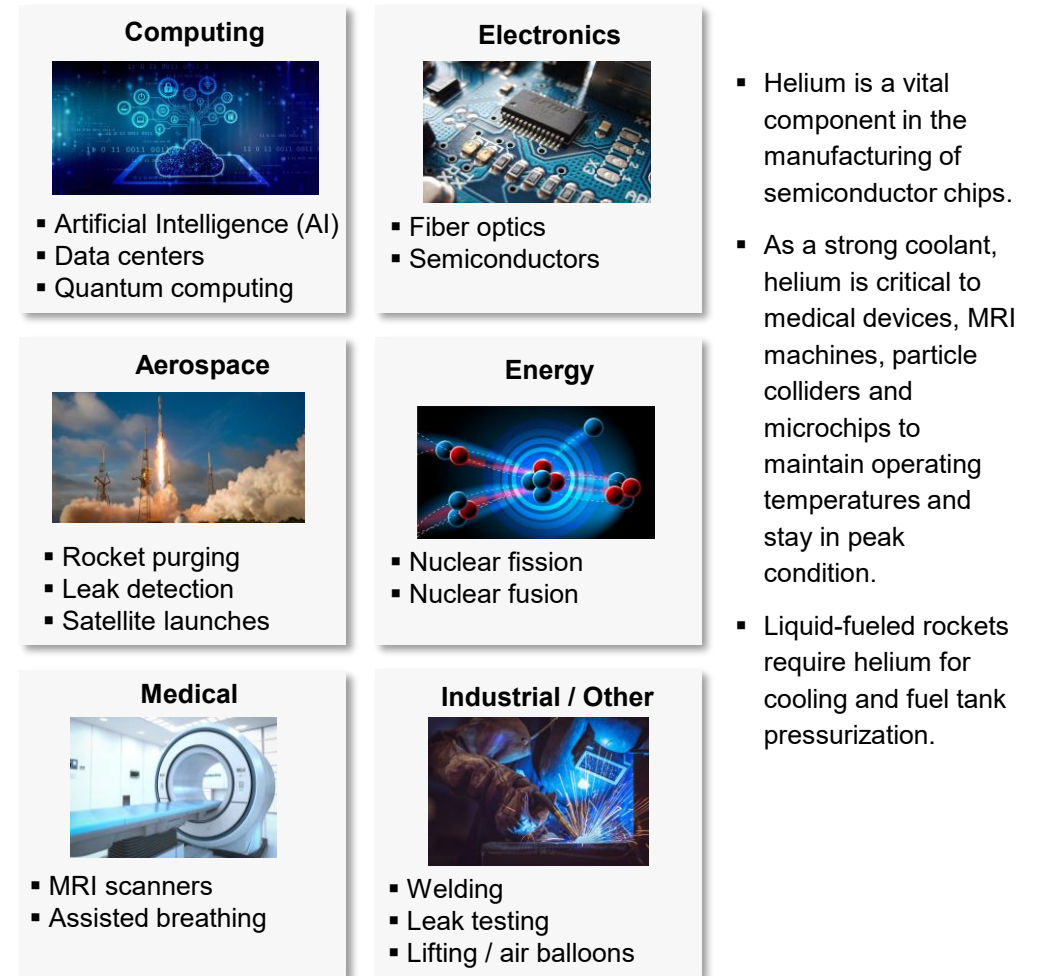 Computing
▪ Artificial Intelligence (AI)
▪ Data centers
▪ Quantum computing
Electronics
▪ Fiber optics
▪ Semiconductors
Aerospace
▪ Rocket purging
▪ Leak detection
▪ Satellite launches
Energy
▪ Nuclear fission
▪ Nuclear fusion
Medical
▪ MRI scanners
▪ Assisted breathing
Industrial / Other
▪ Welding
▪ Leak testing
▪ Lifting / air balloons
▪ Helium is a vital
component in the
manufacturing of
semiconductor chips.
▪ As a strong coolant,
helium is critical to
medical devices, MRI
machines, particle
colliders and
microchips to
maintain operating
temperatures and
stay in peak
condition.
▪ Liquid-fueled rockets
require helium for
cooling and fuel tank
pressurization.